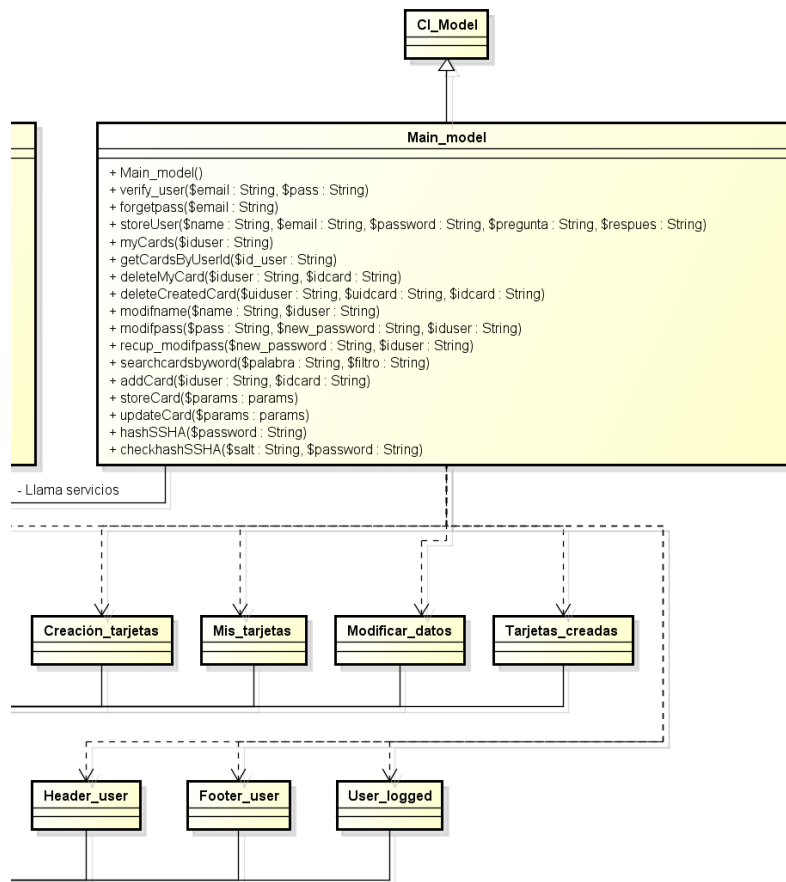 CI_Model
Main_model
+ Main_model()
+ verify_user($email : String, $pass : String)
+ forgetpass($email : String)
+ storeUser($name : String, $email : String, $password : String, $pregunta : String, $respues : String)
+ myCards($iduser : String)
+ getCardsByUserId($id_user : String)
+ deleteMyCard($iduser : String, $idcard : String)
+ deleteCreatedCard($uiduser : String, $uidcard : String, $idcard : String)
+ modifname($name : String, $iduser : String)
+ modifpass($pass : String, $new_password : String, $iduser : String)
+ recup_modifpass($new_password : String, $iduser : String)
+ searchcardsbyword($palabra : String, $filtro : String)
+ addCard($iduser : String, $idcard : String)
+ storeCard($params : params)
+ updateCard($params : params)
+ hashSSHA($password : String)
+ checkhashSSHA($salt : String, $password : String)
- Llama servicios
Creación_tarjetas
Mis_tarjetas
Modificar_datos
Tarjetas_creadas
Header_user
Footer_user
User_logged